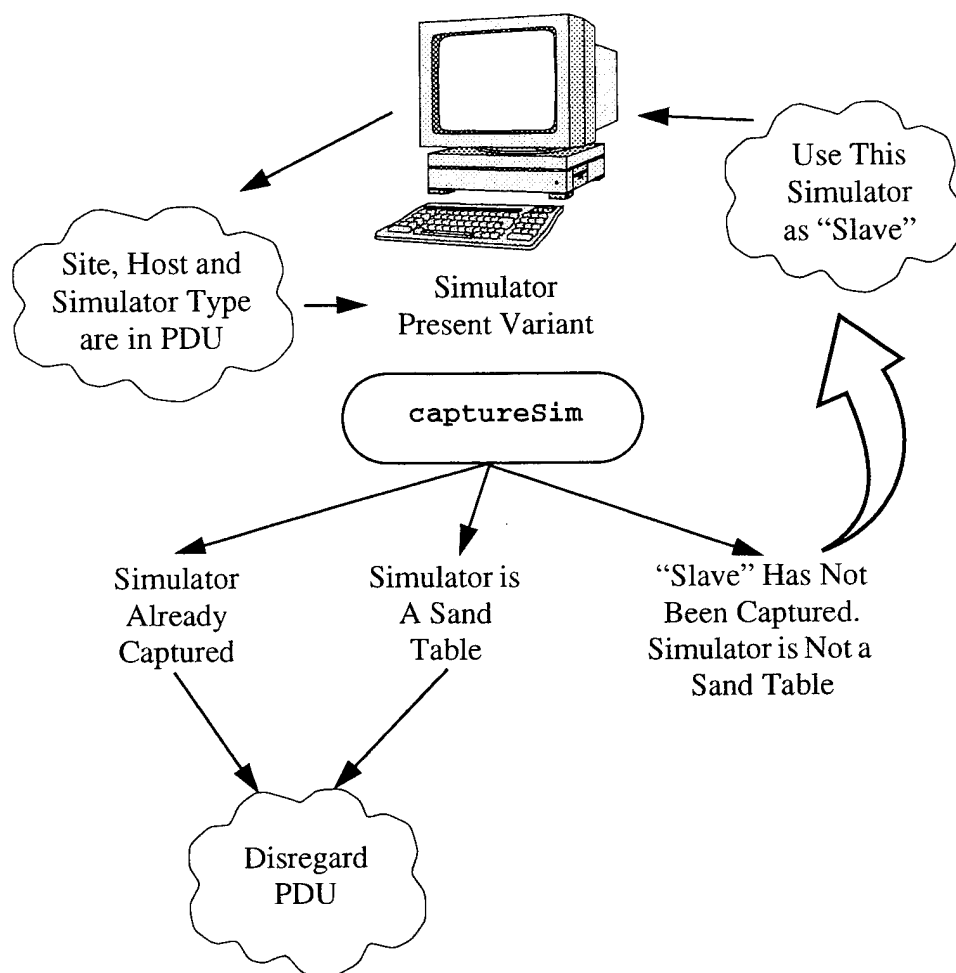 Use This
Simulator
as “Slave”
Site, Host and
Simulator Type
are in PDU
Simulator
Present Variant
captureSim
Simulator
Already
Captured
Simulator is
A Sand
Table
“Slave” Has Not
Been Captured.
Simulator is Not a
Sand Table
Disregard
PDU